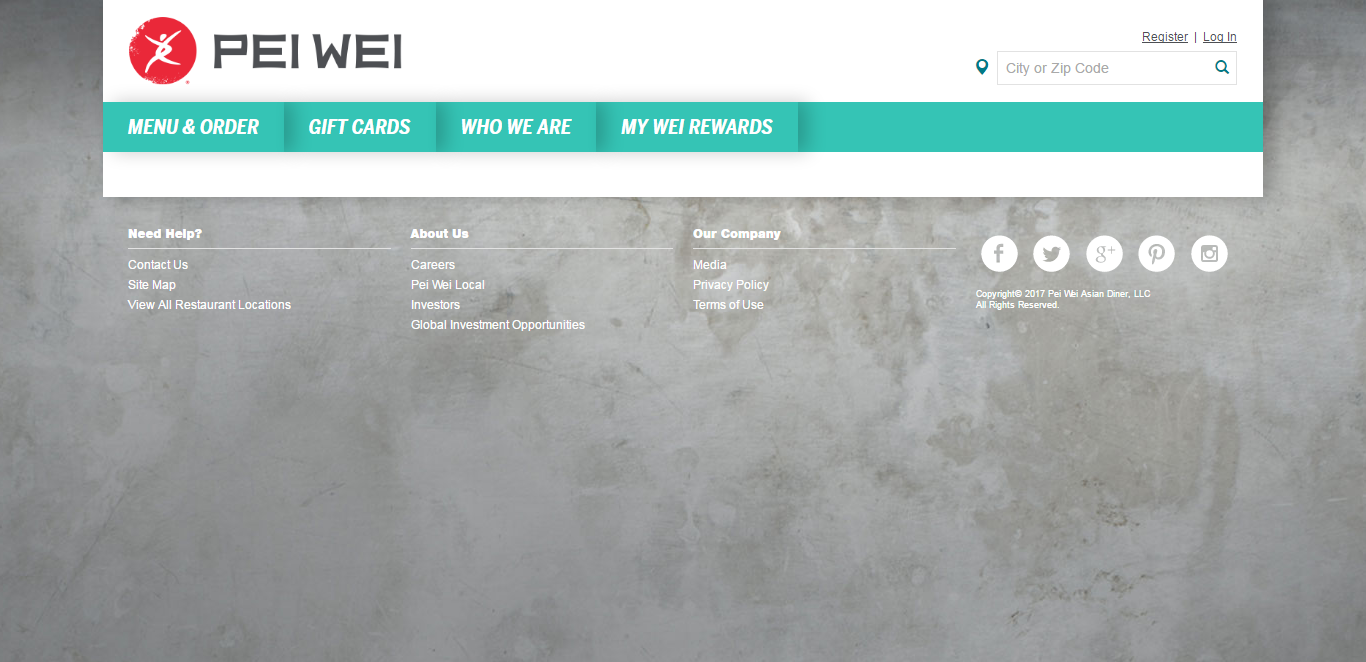 PEI WEI
Register | Log In
City or Zip Code
MENU & ORDER
GIFT CARDS
WHO WE ARE
MY WEI REWARDS
Need Help?
Contact Us
Site Map
View All Restaurant Locations
About Us
Careers
Pei Wei Local
Investors
Global Investment Opportunities
Our Company
Media
Privacy Policy
Terms of Use
Copyright© 2017 Pei Wei Asian Diner, LLC
All Rights Reserved.